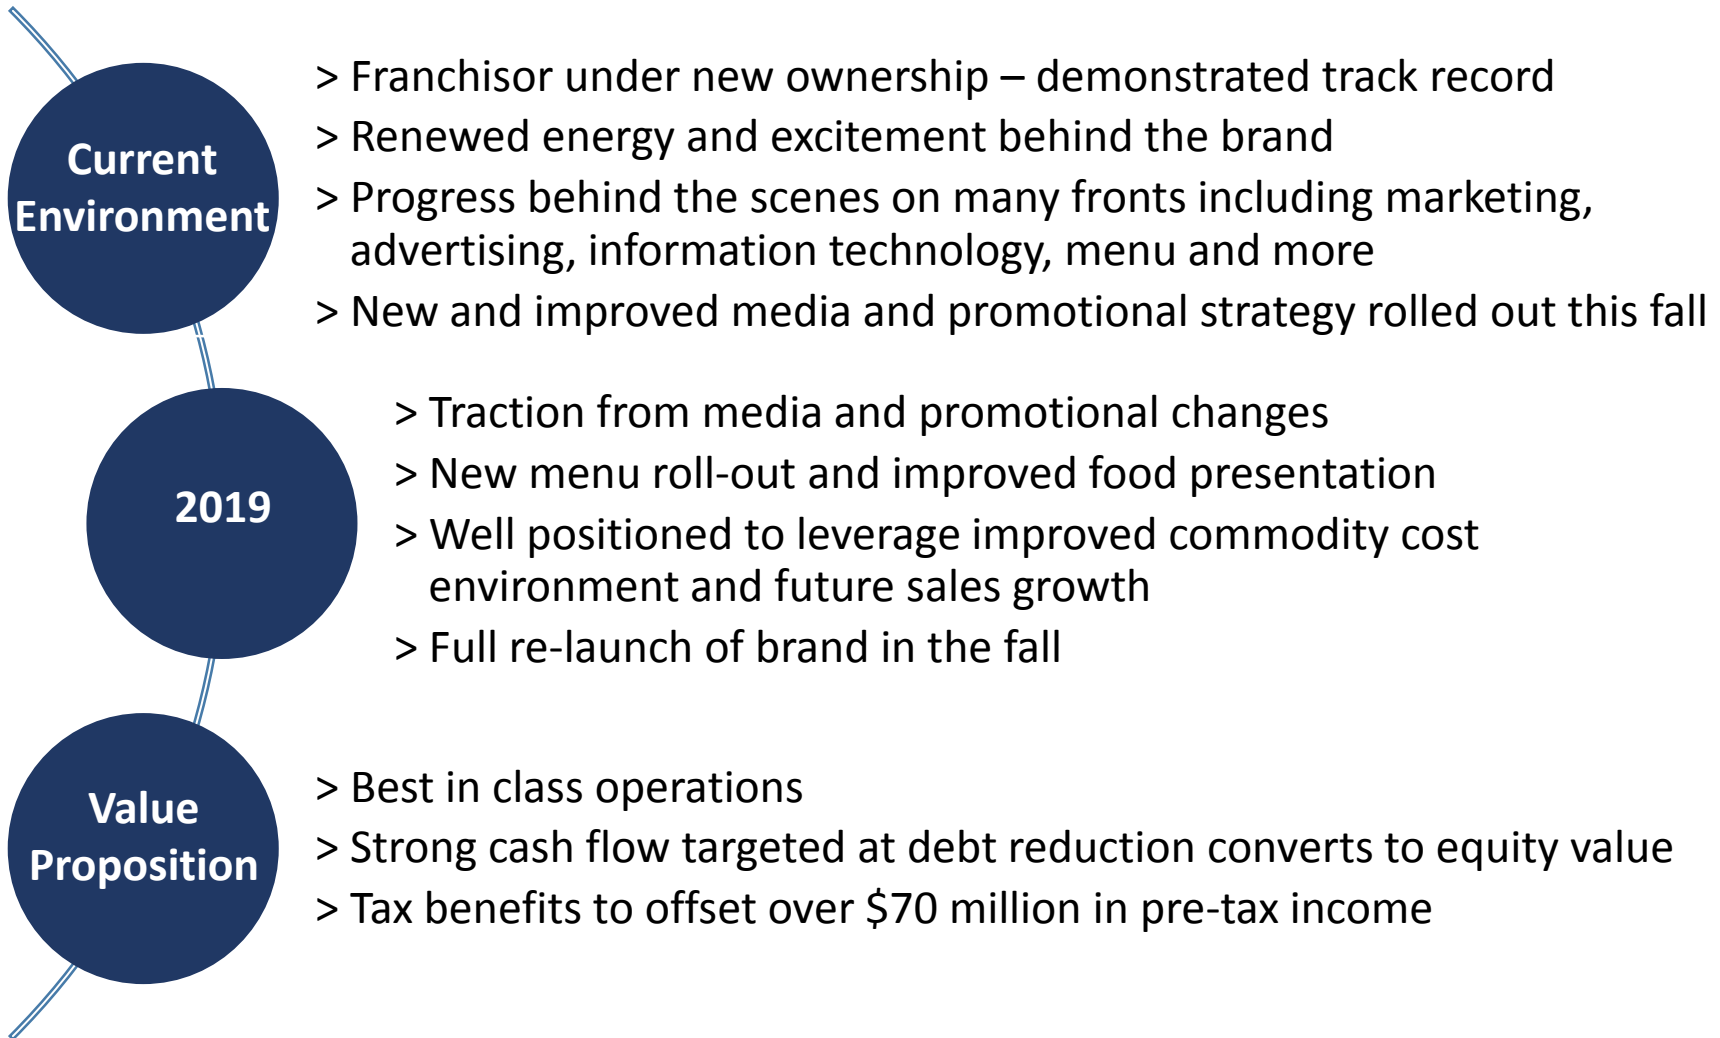 Current
Environment
> Franchisor under new ownership – demonstrated track record
> Renewed energy and excitement behind the brand
> Progress behind the scenes on many fronts including marketing,
advertising, information technology, menu and more
> New and improved media and promotional strategy rolled out this fall
2019
> Traction from media and promotional changes
> New menu roll-out and improved food presentation
> Well positioned to leverage improved commodity cost
environment and future sales growth
> Full re-launch of brand in the fall
Value
Proposition
> Best in class operations
> Strong cash flow targeted at debt reduction converts to equity value
> Tax benefits to offset over $70 million in pre-tax income